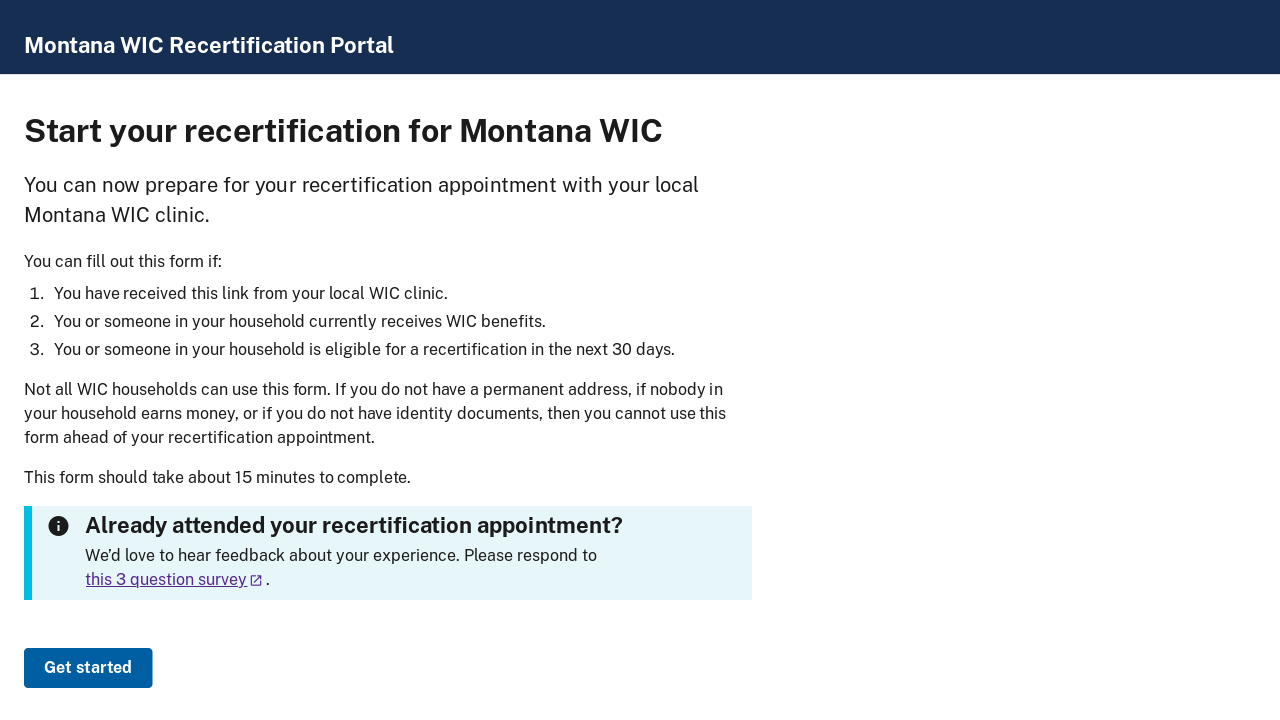 Montana WIC Recertification Portal
Start your recertification for Montana WIC
You can now prepare for your recertification appointment with your local
Montana WIC clinic.
You can fill out this form if:
1. You have received this link from your local WIC clinic.
2. You or someone in your household currently receives WIC benefits.
3. You or someone in your household is eligible for a recertification in the next 30 days.
Not all WIC households can use this form. If you do not have a permanent address, if nobody in
your household earns money, or if you do not have identity documents, then you cannot use this
form ahead of your recertification appointment.
This form should take about 15 minutes to complete.
Already attended your recertification appointment?
We’d love to hear feedback about your experience. Please respond to
this 3 question survey .
Get started